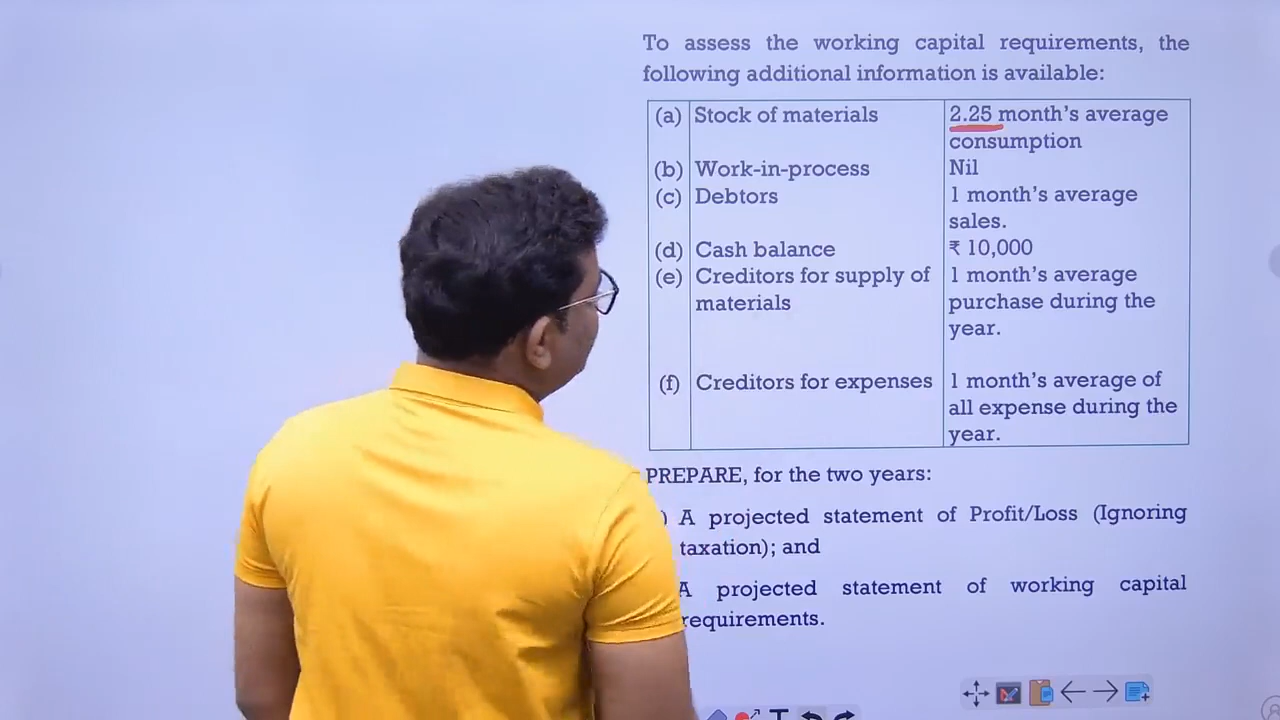 To assess the working capital requirements, the
following additional information is available:
(a) Stock of materials 2.25 month's average
consumption
(b) Work-in-process Nil
(c) Debtors 1 month's average
sales.
(d) Cash balance ₹ 10,000
(e) Creditors for supply of 1 month's average
materials purchase during the
year.
(f) Creditors for expenses 1 month's average of
all expense during the
year.
PREPARE, for the two years:
) A projected statement of Profit/Loss (Ignoring
taxation); and
A projected statement of working capital
requirements.